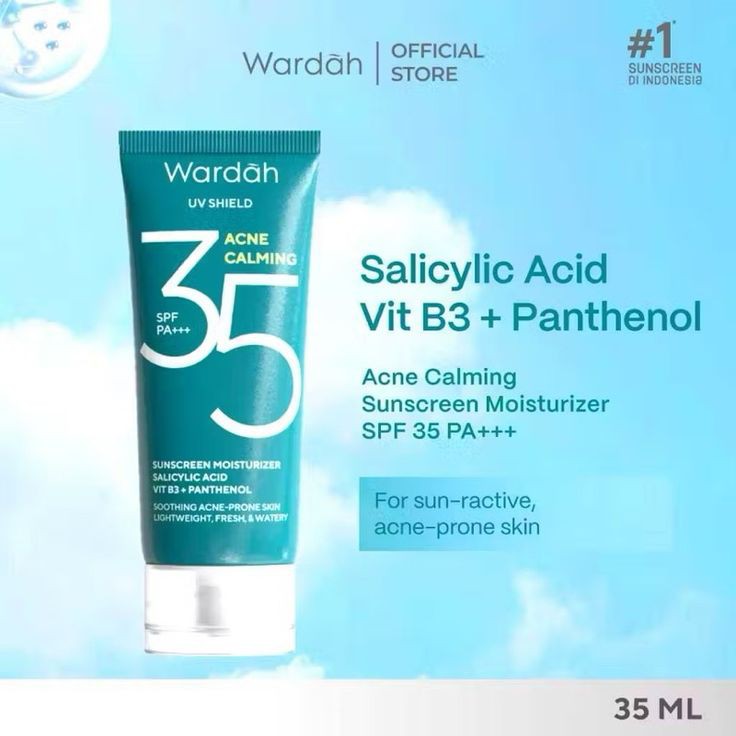 Wardah
OFFICIAL
STORE
#1*
SUNSCREEN
DI INDONESIA
Wardah
UV SHIELD
ACNE
CALMING
35
SPF
PA+++
SUNSCREEN MOISTURIZER
SALICYLIC ACID
VIT B3 + PANTHENOL
SOOTHING ACNE-PRONE SKIN
LIGHTWEIGHT, FRESH, & WATERY
Salicylic Acid
Vit B3 + Panthenol
Acne Calming
Sunscreen Moisturizer
SPF 35 PA+++
For sun-ractive,
acne-prone skin
35 ML